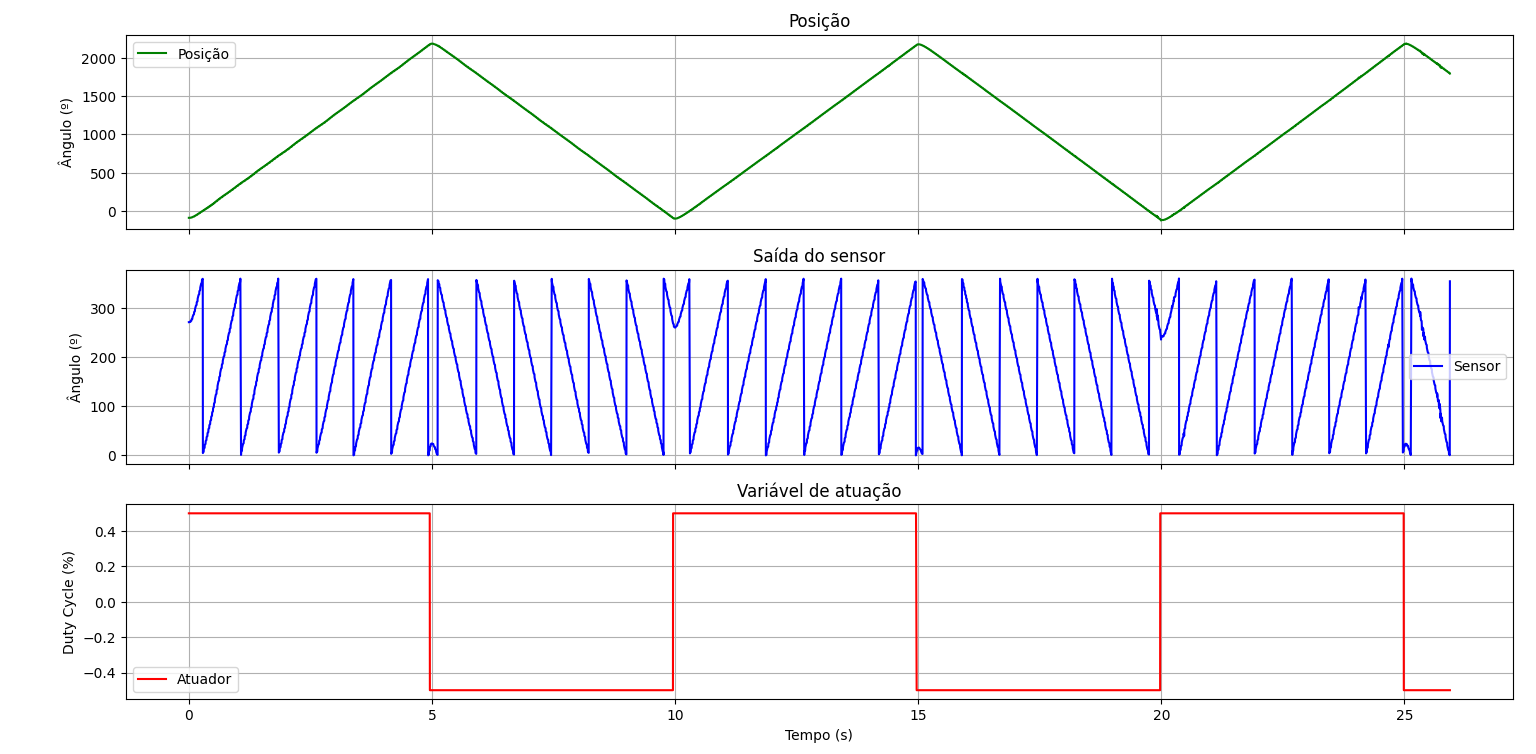 Posição
Posição
Ângulo (º)
2000
1500
1000
500
0
Saída do sensor
Sensor
Ângulo (º)
300
200
100
0
Variável de atuação
Atuador
Duty Cycle (%)
0.4
0.2
0.0
−0.2
−0.4
0 5 10 15 20 25
Tempo (s)